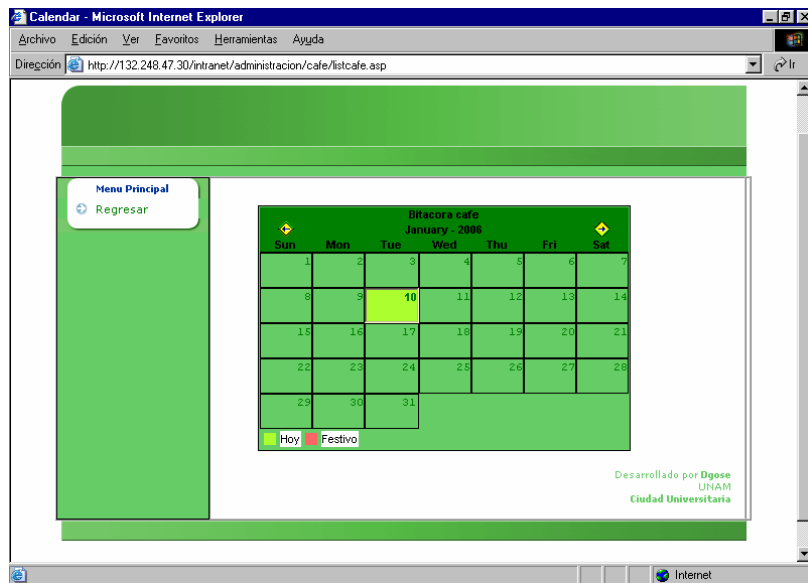 Calendar - Microsoft Internet Explorer
Archivo Edición Ver Favoritos Herramientas Ayuda
Dirección http://132.248.47.30/intranet/administracion/cafe/listcafe.asp Ir
Menu Principal
Regresar
Bitacora cafe
January - 2006
Sun Mon Tue Wed Thu Fri Sat
1 2 3 4 5 6 7
8 9 10 11 12 13 14
15 16 17 18 19 20 21
22 23 24 25 26 27 28
29 30 31
Hoy Festivo
Desarrollado por Dgose
UNAM
Ciudad Universitaria
Internet